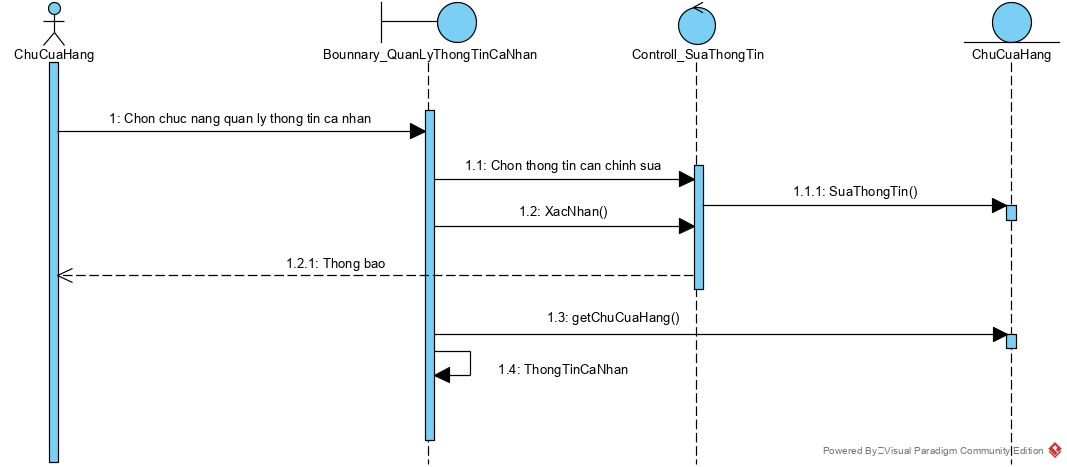 ChuCuaHang
Bounnary_QuanLyThongTinCaNhan
Controll_SuaThongTin
ChuCuaHang
1: Chon chuc nang quan ly thong tin ca nhan
1.1: Chon thong tin can chinh sua
1.1.1: SuaThongTin()
1.2: XacNhan()
1.2.1: Thong bao
1.3: getChuCuaHang()
1.4: ThongTinCaNhan
Powered By Visual Paradigm Community Edition